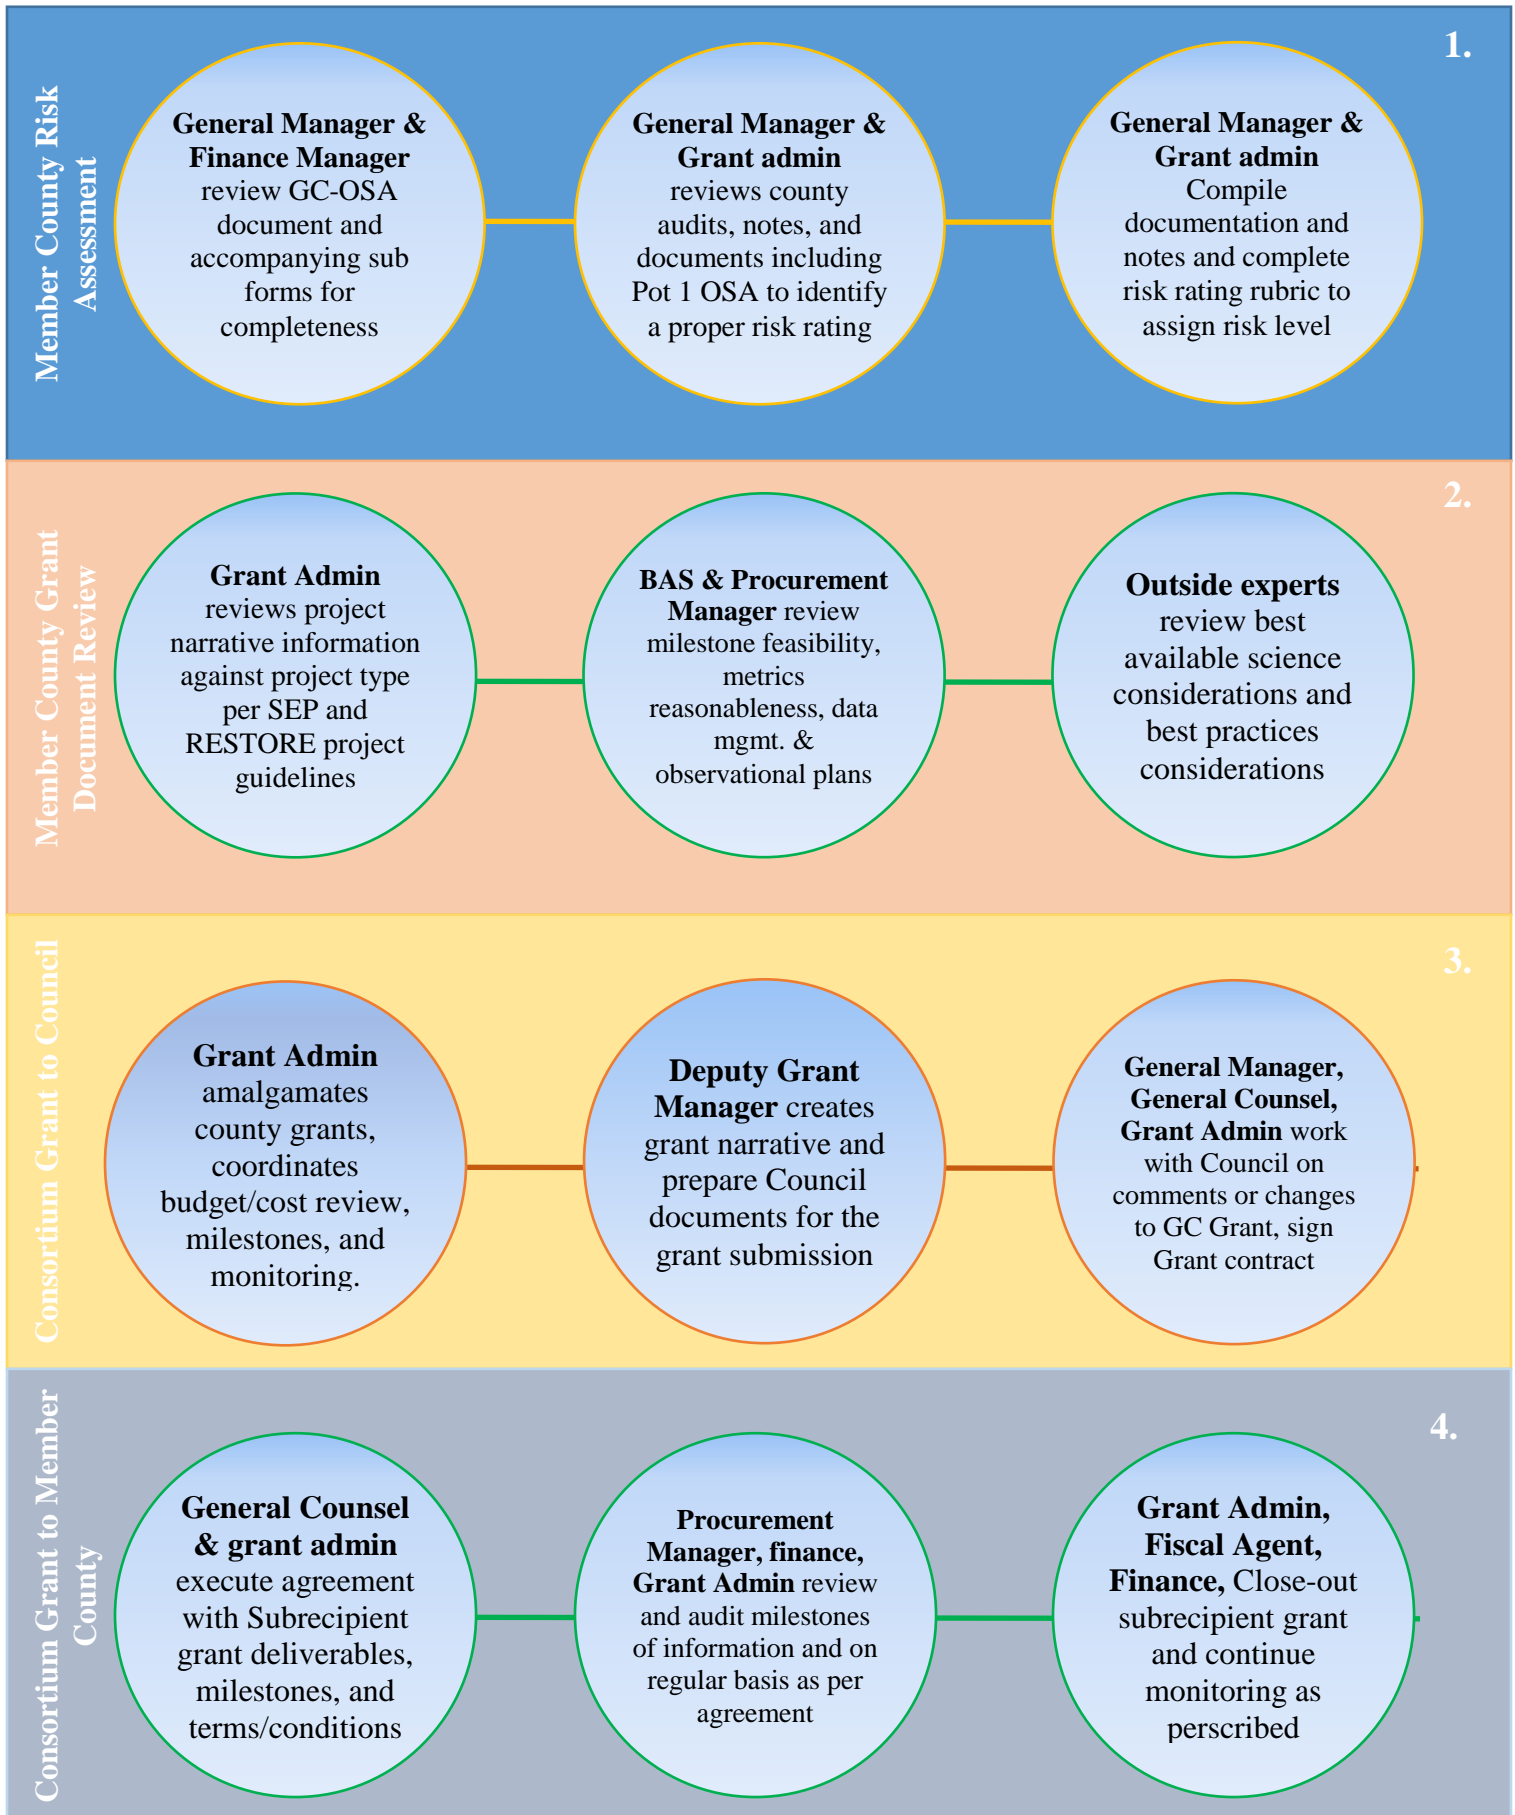 1.
Member County Risk
Assessment
General Manager &
Finance Manager
review GC-OSA
document and
accompanying sub
forms for
completeness
General Manager &
Grant admin
reviews county
audits, notes, and
documents including
Pot 1 OSA to identify
a proper risk rating
General Manager &
Grant admin
Compile
documentation and
notes and complete
risk rating rubric to
assign risk level
2.
Member County Grant
Document Review
Grant Admin
reviews project
narrative information
against project type
per SEP and
RESTORE project
guidelines
BAS & Procurement
Manager review
milestone feasibility,
metrics
reasonableness, data
mgmt. &
observational plans
Outside experts
review best
available science
considerations and
best practices
considerations
3.
Consortium Grant to Council
Grant Admin
amalgamates
county grants,
coordinates
budget/cost review,
milestones, and
monitoring.
Deputy Grant
Manager creates
grant narrative and
prepare Council
documents for the
grant submission
General Manager,
General Counsel,
Grant Admin work
with Council on
comments or changes
to GC Grant, sign
Grant contract
4.
Consortium Grant to Member
County
General Counsel
& grant admin
execute agreement
with Subrecipient
grant deliverables,
milestones, and
terms/conditions
Procurement
Manager, finance,
Grant Admin review
and audit milestones
of information and on
regular basis as per
agreement
Grant Admin,
Fiscal Agent,
Finance, Close-out
subrecipient grant
and continue
monitoring as
perscribed